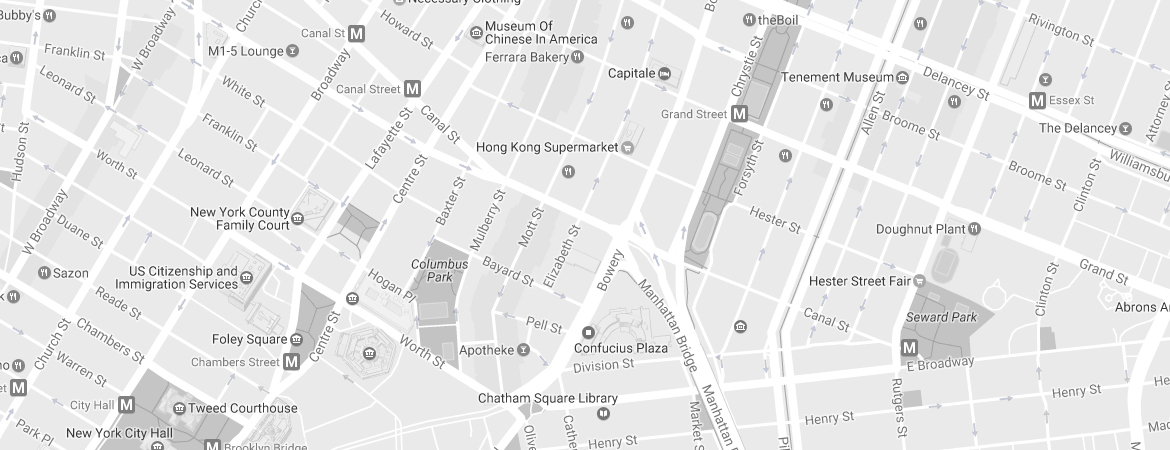 Necessary Clothing
Bubby's
Canal St
Church
W Broadway
Howard St
Museum Of
Chinese In America
theBoil
Rivington St
Franklin St
M1-5 Lounge
Ferrara Bakery
Chrystie St
Leonard St
Broadway
Canal Street
Capitale
Tenement Museum
Delancey St
White St
Essex St
Canal St
Grand Street
Allen St
Broome St
The Delancey
Attorney
Franklin St
Lafayette St
Hudson St
Hong Kong Supermarket
Forsyth St
Williamsbu
Worth St
Leonard St
Centre St
Baxter St
Broome St
Clinton St
W Broadway
Duane St
New York County
Family Court
Mulberry St
Mott St
Elizabeth St
Hester St
Doughnut Plant
Sazon
US Citizenship and
Immigration Services
Hogan Pl
Columbus
Park
Bayard St
Bowery
Manhattan Bridge
Hester Street Fair
Grand St
Clinton St
Reade St
Seward Park
Abrons Ar
Chambers St
Foley Square
Centre St
Pell St
Canal St
Church St
Chambers Street
Worth St
Apotheke
Confucius Plaza
Division St
E Broadway
Warren St
City Hall
Tweed Courthouse
Chatham Square Library
Henry St
Rutgers St
Henry St
Park Pl
New York City Hall
Brooklyn Bridge
Henry St
Market S
Manhattan